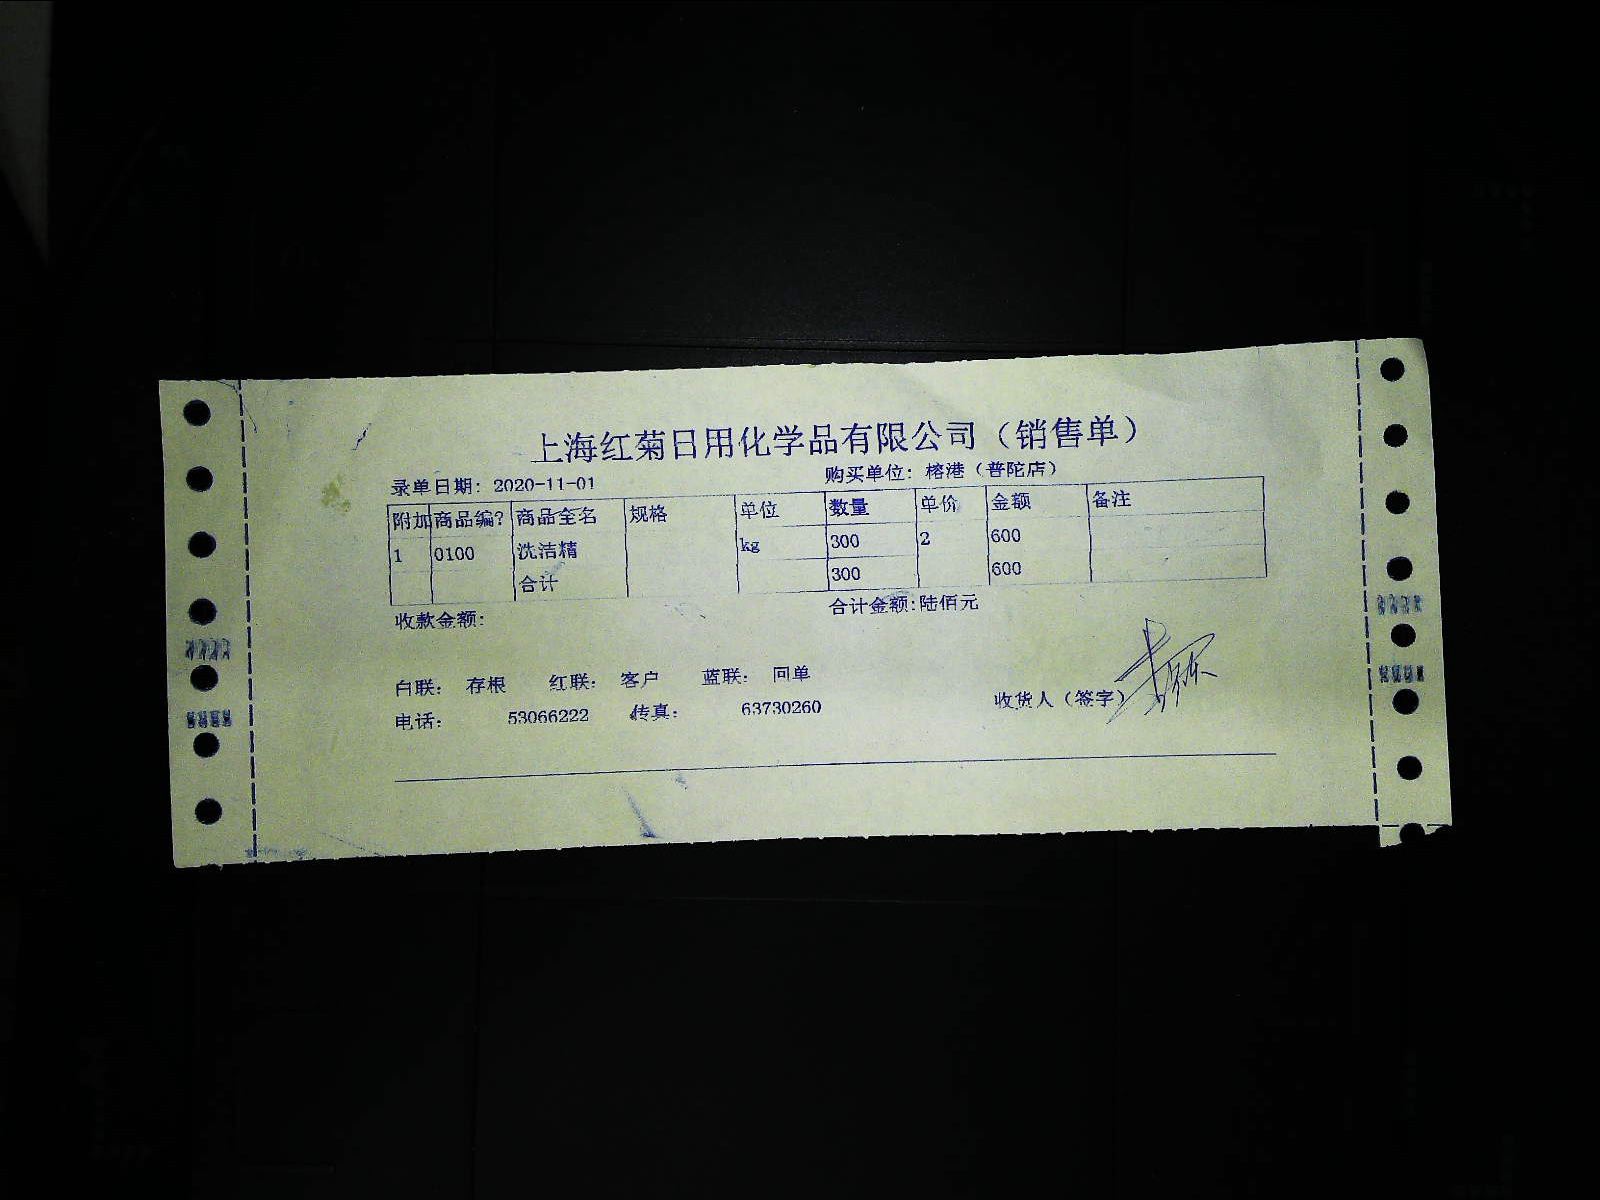 上海红菊日用化学品有限公司（销售单）
录单日期: 2020-11-01 购买单位: 榕港（普陀店）
附加 商品编? 商品全名 规格 单位 数量 单价 金额 备注
1 0100 洗洁精 kg 300 2 600
合计 300 600
收款金额: 合计金额:陆佰元
白联: 存根 红联: 客户 蓝联: 回单
电话: 53066222 传真: 63730260 收货人（签字）